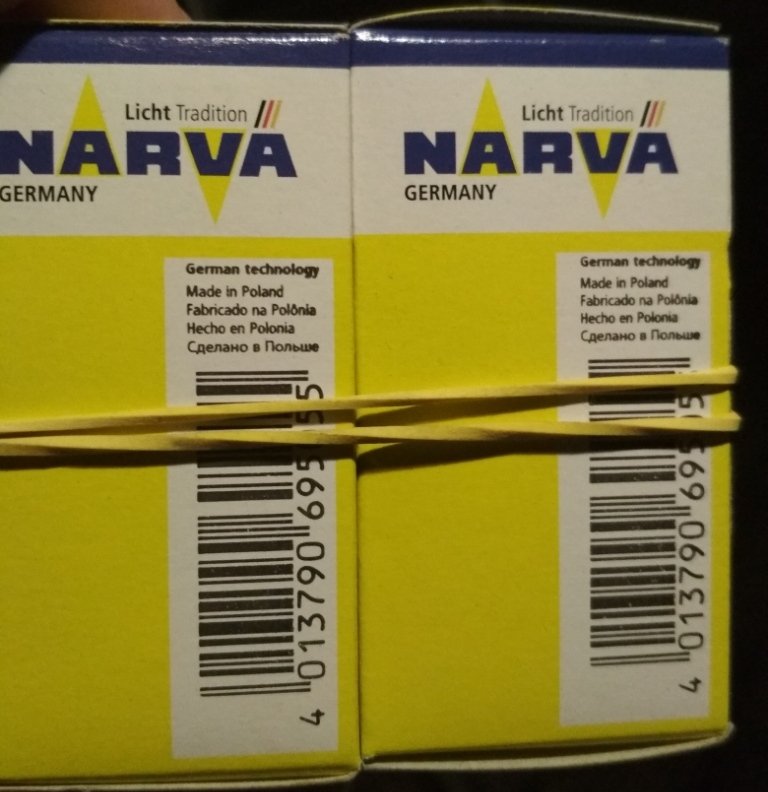 Licht Tradition
NARVA
GERMANY
German technology
Made in Poland
Fabricado na Polônia
Hecho en Polonia
Сделано в Польше
4 013790 695
Licht Tradition
NARVA
GERMANY
German technology
Made in Poland
Fabricado na Polônia
Hecho en Polonia
Сделано в Польше
4 013790 695